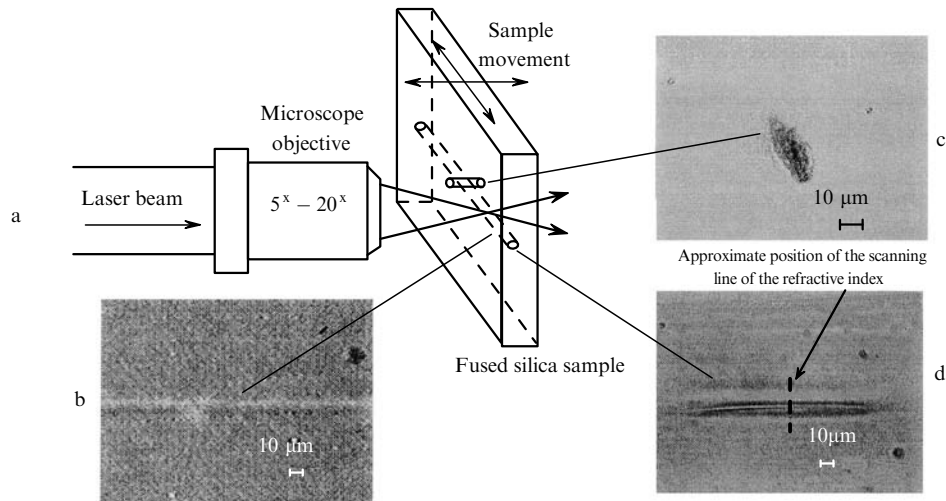 Sample
movement
Microscope
objective
c
Laser beam
5ˣ – 20ˣ
a
10 μm
Approximate position of the scanning
line of the refractive index
Fused silica sample
d
b
10 μm
10μm